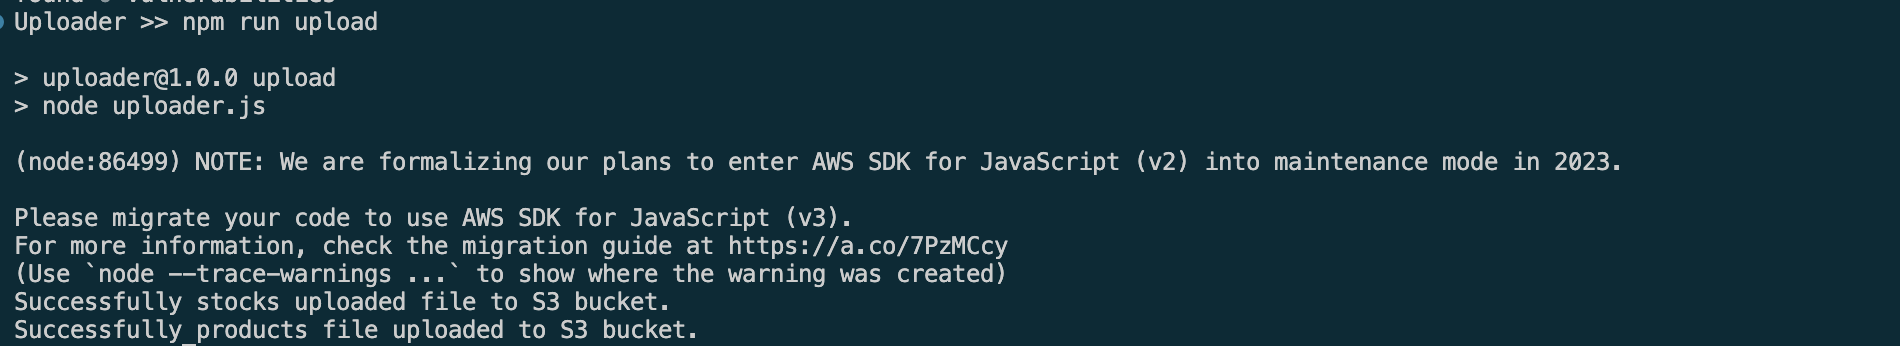 found 0 vulnerabilities
Uploader >> npm run upload
> uploader@1.0.0 upload
> node uploader.js
(node:86499) NOTE: We are formalizing our plans to enter AWS SDK for JavaScript (v2) into maintenance mode in 2023.
Please migrate your code to use AWS SDK for JavaScript (v3).
For more information, check the migration guide at https://a.co/7PzMCcy
(Use `node --trace-warnings ...` to show where the warning was created)
Successfully stocks uploaded file to S3 bucket.
Successfully products file uploaded to S3 bucket.